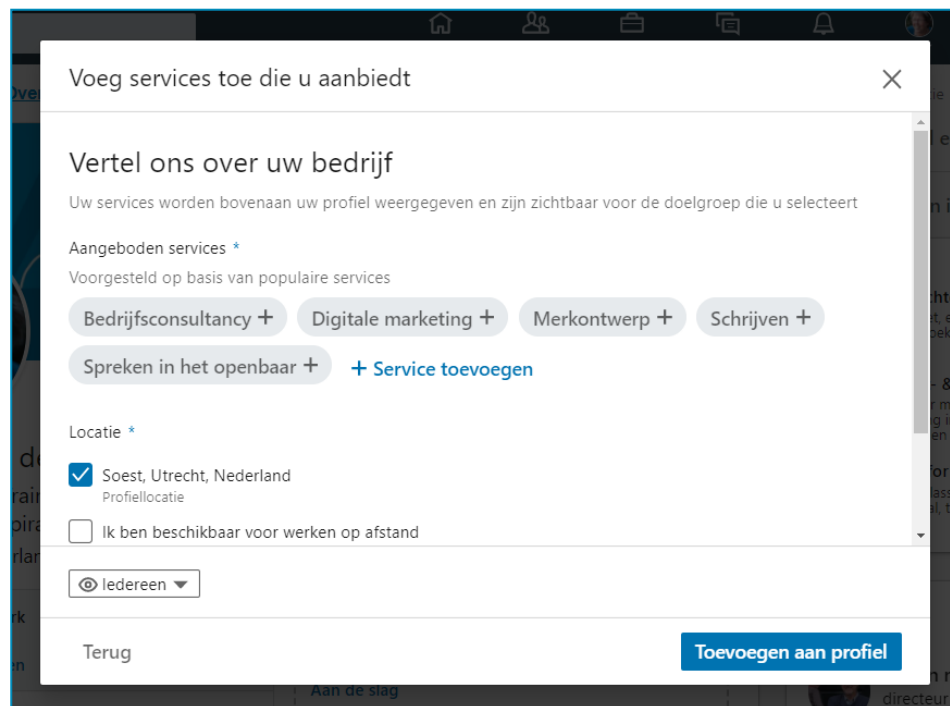 Voeg services toe die u aanbiedt
Vertel ons over uw bedrijf
Uw services worden bovenaan uw profiel weergegeven en zijn zichtbaar voor de doelgroep die u selecteert
Aangeboden services *
Voorgesteld op basis van populaire services
Bedrijfsconsultancy + Digitale marketing + Merkontwerp + Schrijven +
Spreken in het openbaar + + Service toevoegen
Locatie *
Soest, Utrecht, Nederland
Profiellocatie
Ik ben beschikbaar voor werken op afstand
Iedereen
Terug Toevoegen aan profiel
Aan de slag
directeur